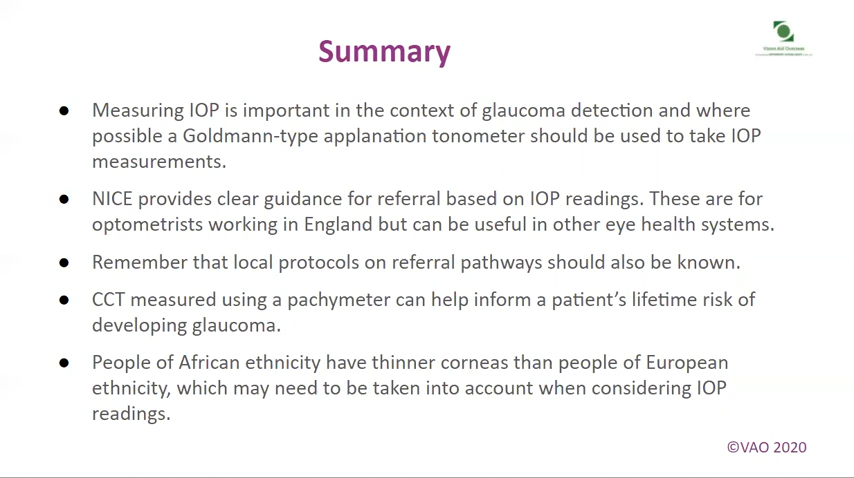 Summary
Vision Aid Overseas
● Measuring IOP is important in the context of glaucoma detection and where
possible a Goldmann-type applanation tonometer should be used to take IOP
measurements.
● NICE provides clear guidance for referral based on IOP readings. These are for
optometrists working in England but can be useful in other eye health systems.
● Remember that local protocols on referral pathways should also be known.
● CCT measured using a pachymeter can help inform a patient’s lifetime risk of
developing glaucoma.
● People of African ethnicity have thinner corneas than people of European
ethnicity, which may need to be taken into account when considering IOP
readings.
©VAO 2020